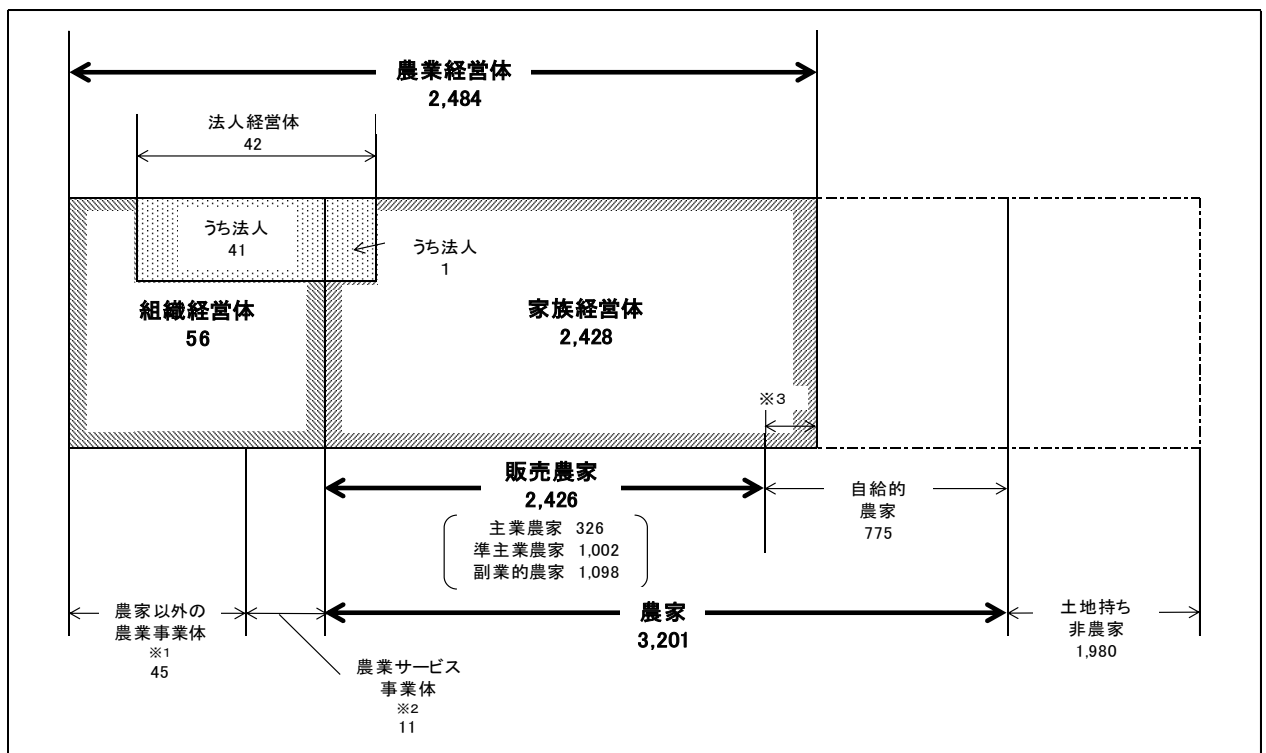 農業経営体
2,484
法人経営体
42
うち法人
41
うち法人
1
組織経営体
56
家族経営体
2,428
※3
販売農家
2,426
主業農家 326
準主業農家 1,002
副業的農家 1,098
自給的
農家
775
農家以外の
農業事業体
※1
45
農業サービス
事業体
※2
11
農家
3,201
土地持ち
非農家
1,980